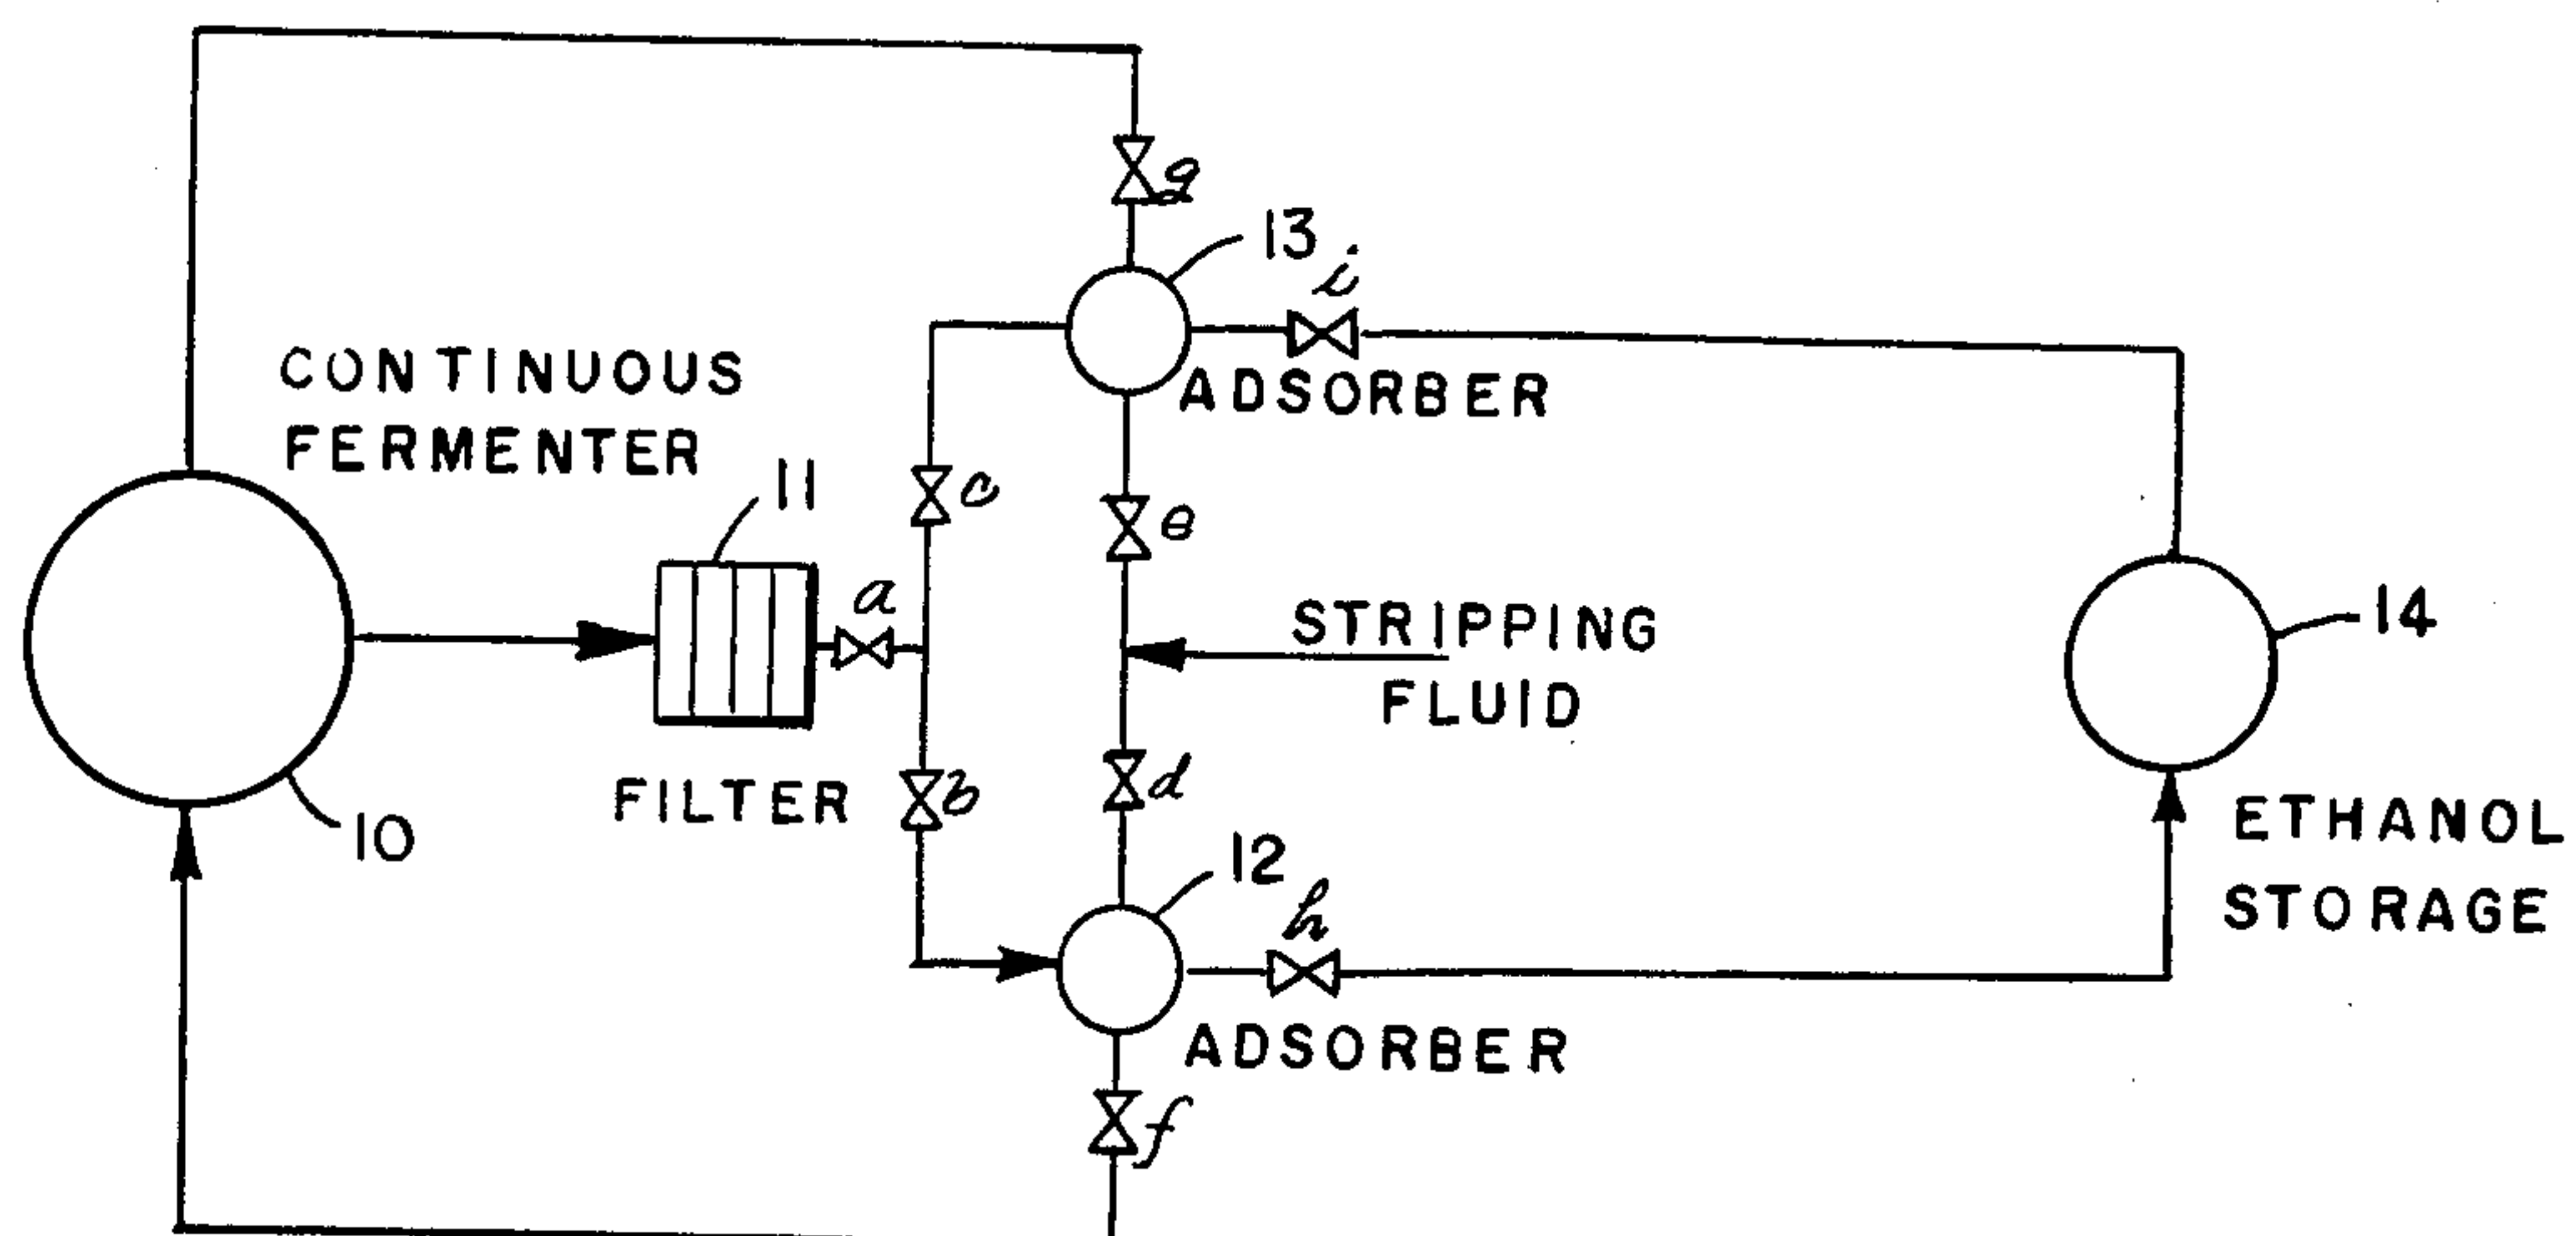 g
13
i
CONTINUOUS
FERMENTER
ADSORBER
11
c
e
a
STRIPPING
FLUID
14
FILTER
b
d
10
12
h
ETHANOL
STORAGE
ADSORBER
f